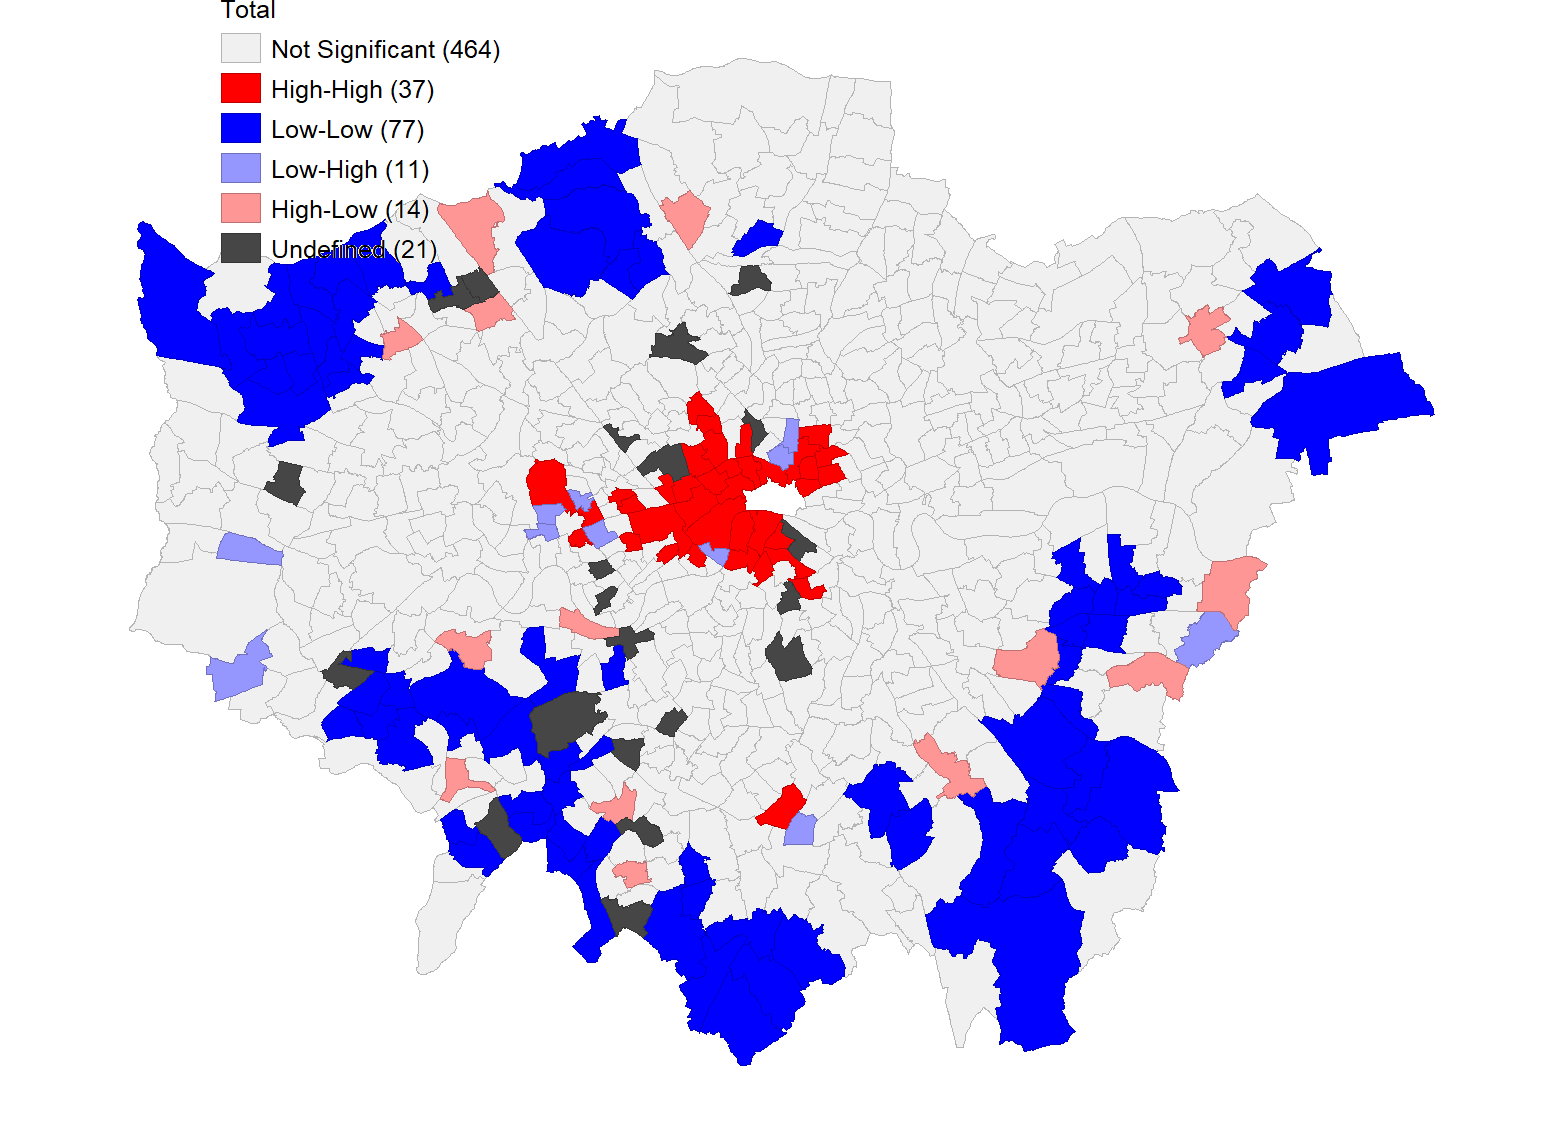 Total
Not Significant (464)
High-High (37)
Low-Low (77)
Low-High (11)
High-Low (14)
Undefined (21)